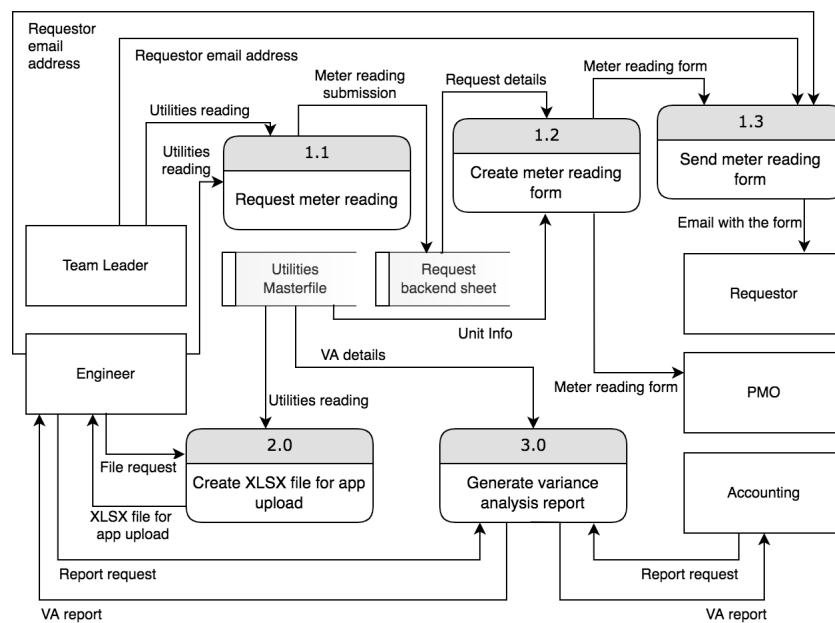 Requestor
email
address
Requestor email address
Meter reading
submission
Request details
Meter reading form
Utilities reading
Utilities
reading
1.1
Request meter reading
1.2
Create meter reading
form
1.3
Send meter reading
form
Email with the form
Team Leader
Utilities
Masterfile
Request
backend sheet
Requestor
Unit Info
VA details
Engineer
Meter reading form
PMO
Utilities reading
File request
2.0
Create XLSX file for app
upload
XLSX file for
app upload
3.0
Generate variance
analysis report
Accounting
Report request
Report request
VA report
VA report